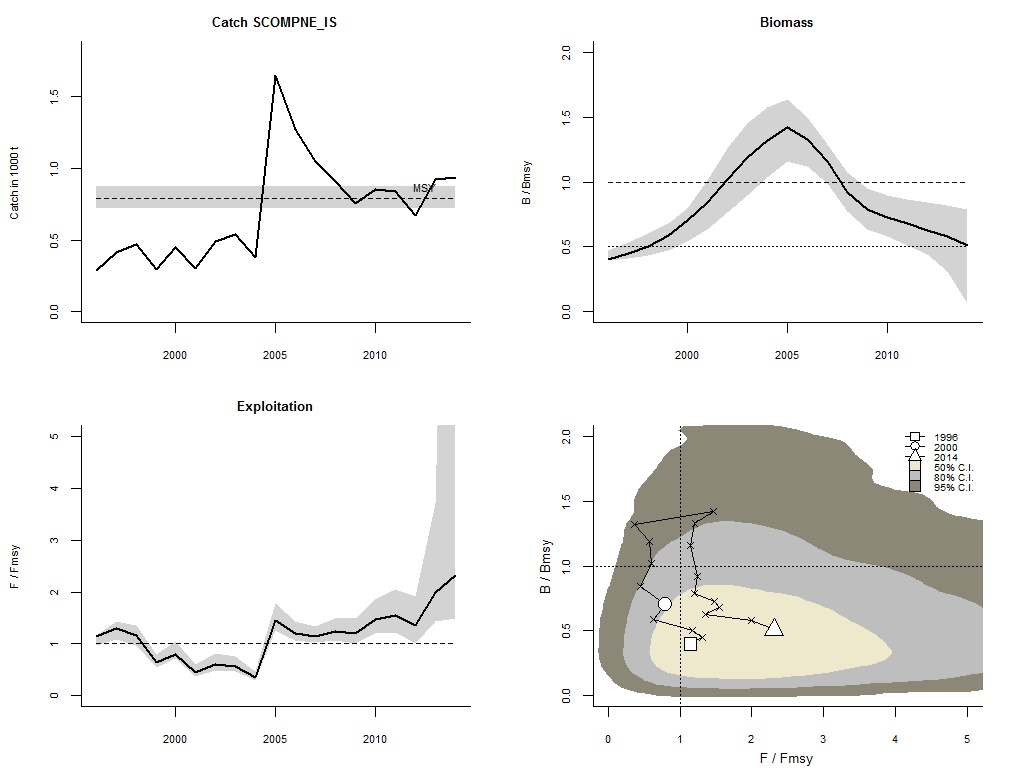 Catch SCOMPNE_IS
Catch in 1000 t
0.0 0.5 1.0 1.5
MSY
2000 2005 2010
Biomass
B / Bmsy
0.0 0.5 1.0 1.5 2.0
2000 2005 2010
Exploitation
F / Fmsy
0 1 2 3 4 5
2000 2005 2010
B / Bmsy
0.0 0.5 1.0 1.5 2.0
1996
2000
2014
50% C.I.
80% C.I.
95% C.I.
0 1 2 3 4 5
F / Fmsy